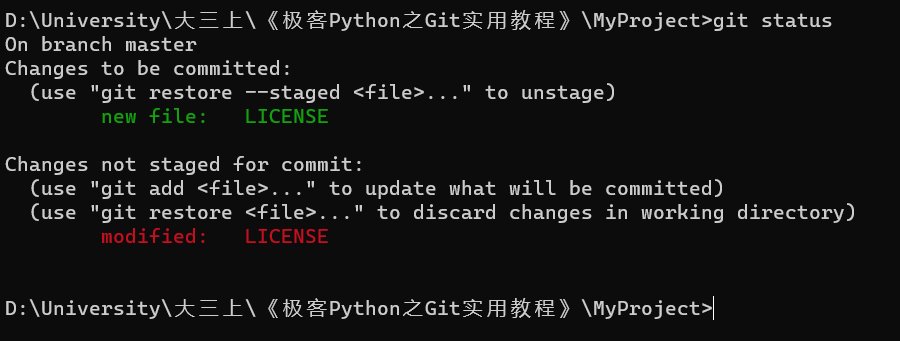 D:\University\大三上\《极客Python之Git实用教程》\MyProject>git status
On branch master
Changes to be committed:
  (use "git restore --staged <file>..." to unstage)
        new file:   LICENSE

Changes not staged for commit:
  (use "git add <file>..." to update what will be committed)
  (use "git restore <file>..." to discard changes in working directory)
        modified:   LICENSE


D:\University\大三上\《极客Python之Git实用教程》\MyProject>